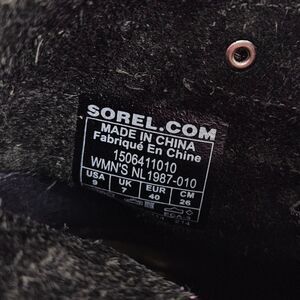 SOREL.COM
MADE IN CHINA
Fabriqué En Chine
1506411010
WMN'S NL1987-010
USA UK EUR CM
9 7 40 26